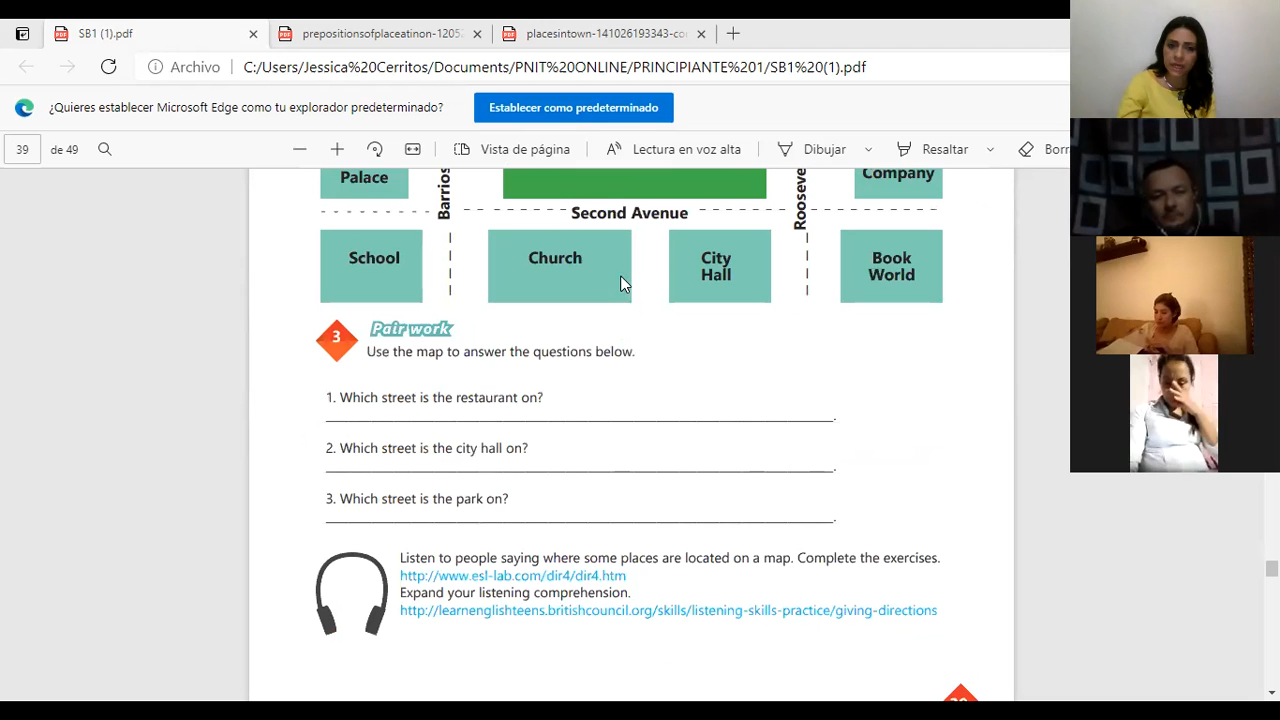 SB1 (1).pdf
prepositionsofplaceatinon-1205
placesintown-141026193343-co
Archivo
C:/Users/Jessica%20Cerritos/Documents/PNIT%20ONLINE/PRINCIPIANTE%201/SB1%20(1).pdf
¿Quieres establecer Microsoft Edge como tu explorador predeterminado?
Establecer como predeterminado
39 de 49
Vista de página
Lectura en voz alta
Dibujar
Resaltar
Borr
Palace
Barrios
Roosev
Company
Second Avenue
School
Church
City
Hall
Book
World
3
Pair work
Use the map to answer the questions below.
1. Which street is the restaurant on?
2. Which street is the city hall on?
3. Which street is the park on?
Listen to people saying where some places are located on a map. Complete the exercises.
http://www.esl-lab.com/dir4/dir4.htm
Expand your listening comprehension.
http://learnenglishteens.britishcouncil.org/skills/listening-skills-practice/giving-directions